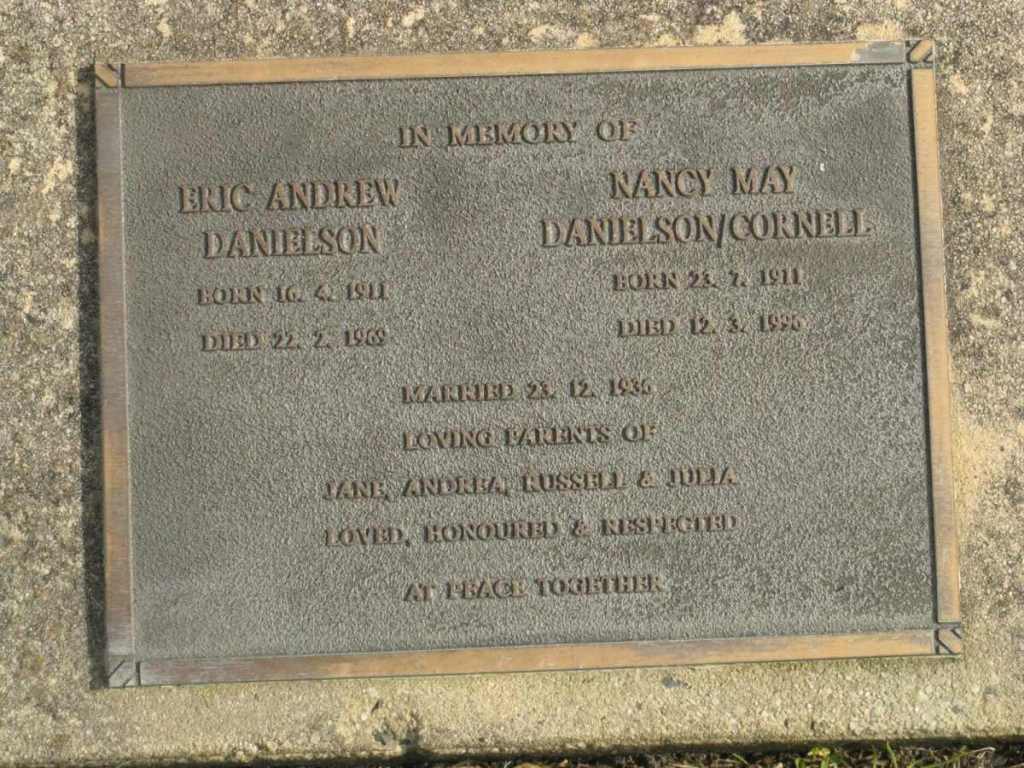 IN MEMORY OF
ERIC ANDREW
DANIELSON
BORN 16. 4. 1911
DIED 22. 2. 1969
NANCY MAY
DANIELSON/CORNELL
BORN 23. 7. 1911
DIED 12. 3. 1996
MARRIED 23. 12. 1936
LOVING PARENTS OF
JANE, ANDREA, RUSSELL & JULIA
LOVED, HONOURED & RESPECTED
AT PEACE TOGETHER